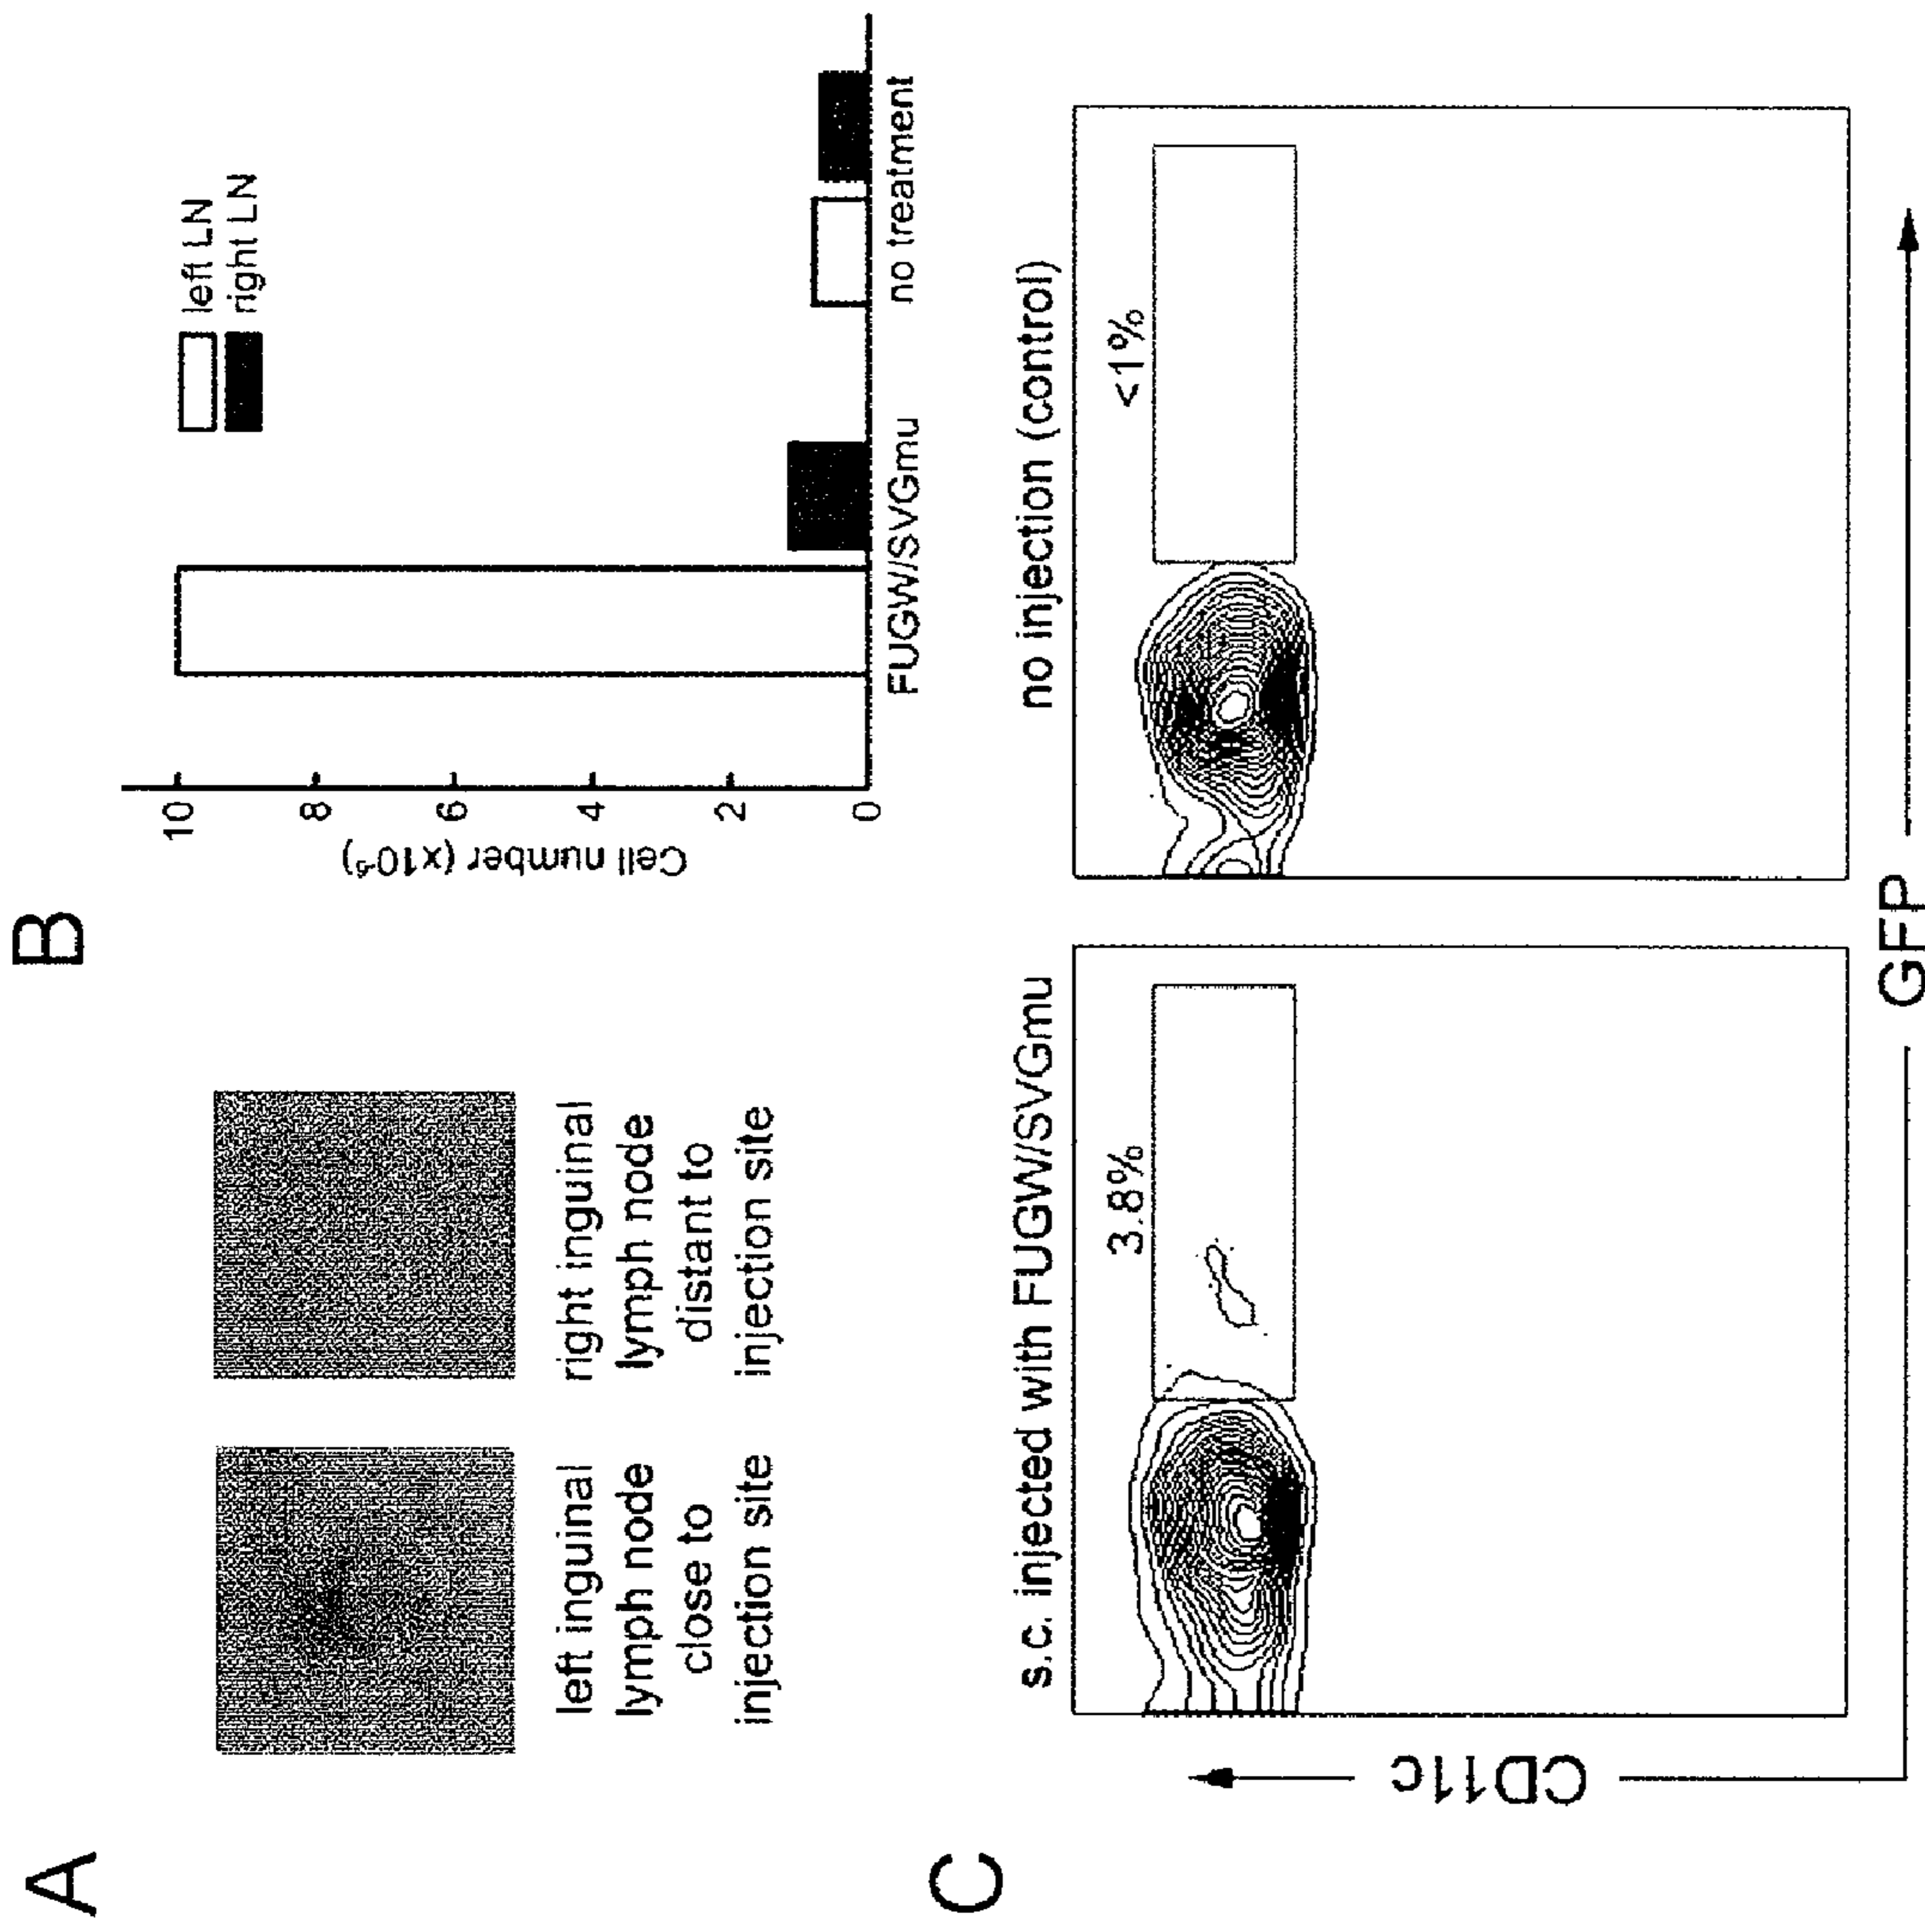 A
left inguinal
lymph node
close to
injection site
right inguinal
lymph node
distant to
injection site
B
Cell number (x10⁻⁵)
10
8
6
4
2
0
left LN
right LN
FUGW/SVGmu
no treatment
C
s.c. injected with FUGW/SVGmu
3.8%
no injection (control)
<1%
CD11c
GFP